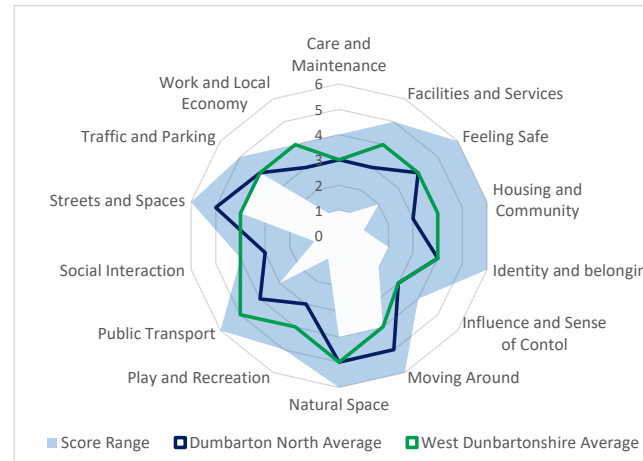 Care and
Maintenance
Work and Local
Economy
Facilities and Services
Traffic and Parking
Feeling Safe
Streets and Spaces
Housing and
Community
Social Interaction
Identity and belonging
Public Transport
Influence and Sense
of Contol
Play and Recreation
Moving Around
Natural Space
6
5
4
3
2
1
0
Score Range
Dumbarton North Average
West Dunbartonshire Average